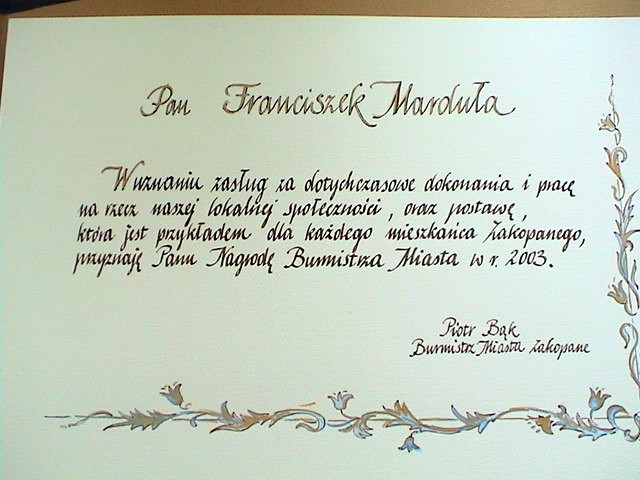 Pan Franciszek Marduła
W uznaniu zasług za dotychczasowe dokonania i pracę
na rzecz naszej lokalnej społeczności, oraz postawę,
która jest przykładem dla każdego mieszkańca Zakopanego,
przyznaję Panu Nagrodę Burmistrza Miasta w r. 2003.
Piotr Bąk
Burmistrz Miasta Zakopane